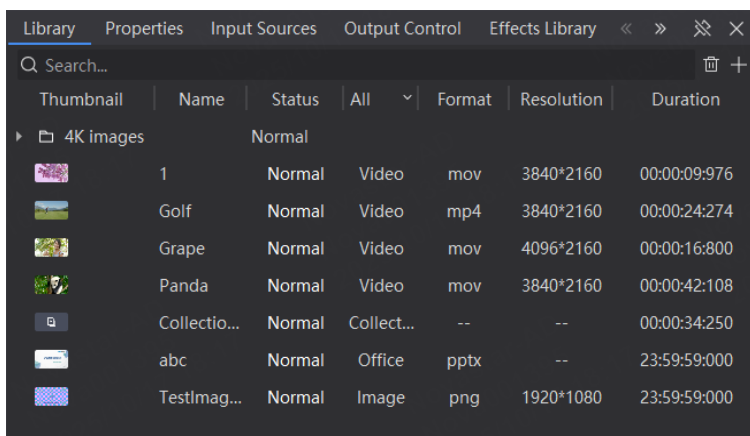 Library Properties Input Sources Output Control Effects Library
Search...
Thumbnail Name Status All Format Resolution Duration
4K images Normal
1 Normal Video mov 3840*2160 00:00:09:976
Golf Normal Video mp4 3840*2160 00:00:24:274
Grape Normal Video mov 4096*2160 00:00:16:800
Panda Normal Video mov 3840*2160 00:00:42:108
Collectio... Normal Collect... -- -- 00:00:34:250
abc Normal Office pptx -- 23:59:59:000
TestImag... Normal Image png 1920*1080 23:59:59:000